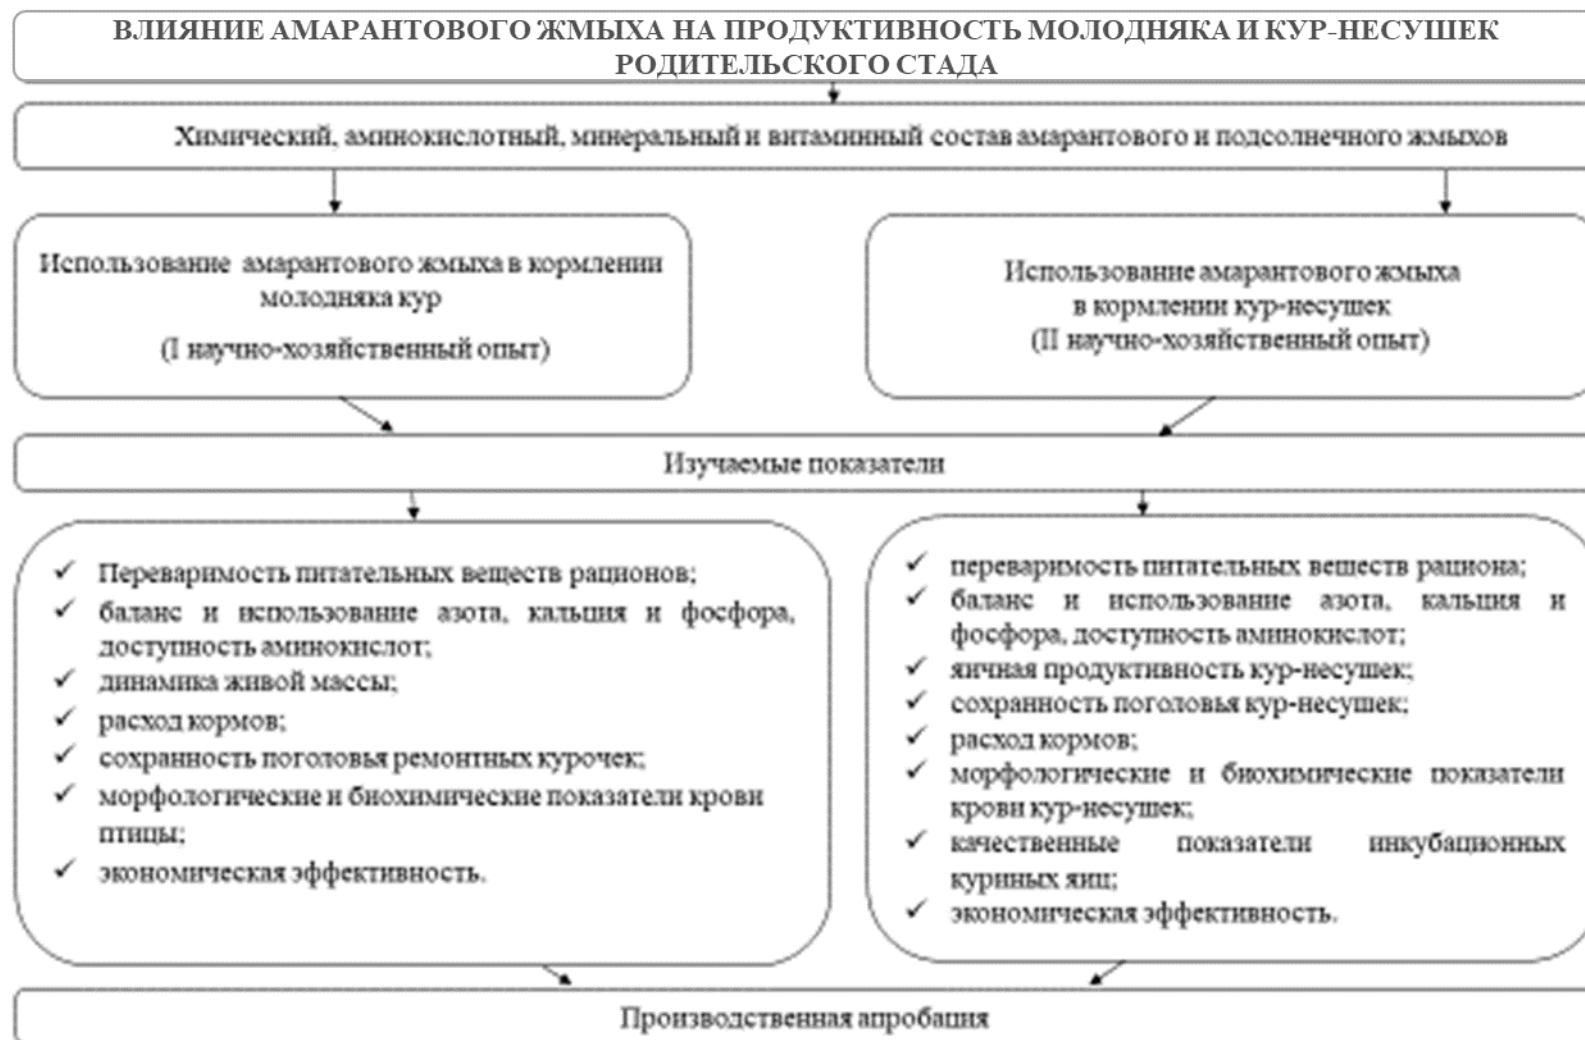 ВЛИЯНИЕ АМАРАНТОВОГО ЖМЫХА НА ПРОДУКТИВНОСТЬ МОЛОДНЯКА И КУР-НЕСУШЕК
РОДИТЕЛЬСКОГО СТАДА
Химический, аминокислотный, минеральный и витаминный состав амарантового и подсолнечного жмыхов
Использование амарантового жмыха в кормлении
молодняка кур
(I научно-хозяйственный опыт)
Использование амарантового жмыха
в кормлении кур-несушек
(II научно-хозяйственный опыт)
Изучаемые показатели
✓ Переваримость питательных веществ рационов;
✓ баланс и использование азота, кальция и фосфора,
доступность аминокислот;
✓ динамика живой массы;
✓ расход кормов;
✓ сохранность поголовья ремонтных курочек;
✓ морфологические и биохимические показатели крови
птицы;
✓ экономическая эффективность.
✓ переваримость питательных веществ рациона;
✓ баланс и использование азота, кальция и
фосфора, доступность аминокислот;
✓ яичная продуктивность кур-несушек;
✓ сохранность поголовья кур-несушек;
✓ расход кормов;
✓ морфологические и биохимические показатели
крови кур-несушек;
✓ качественные показатели инкубационных
куриных яиц;
✓ экономическая эффективность.
Производственная апробация